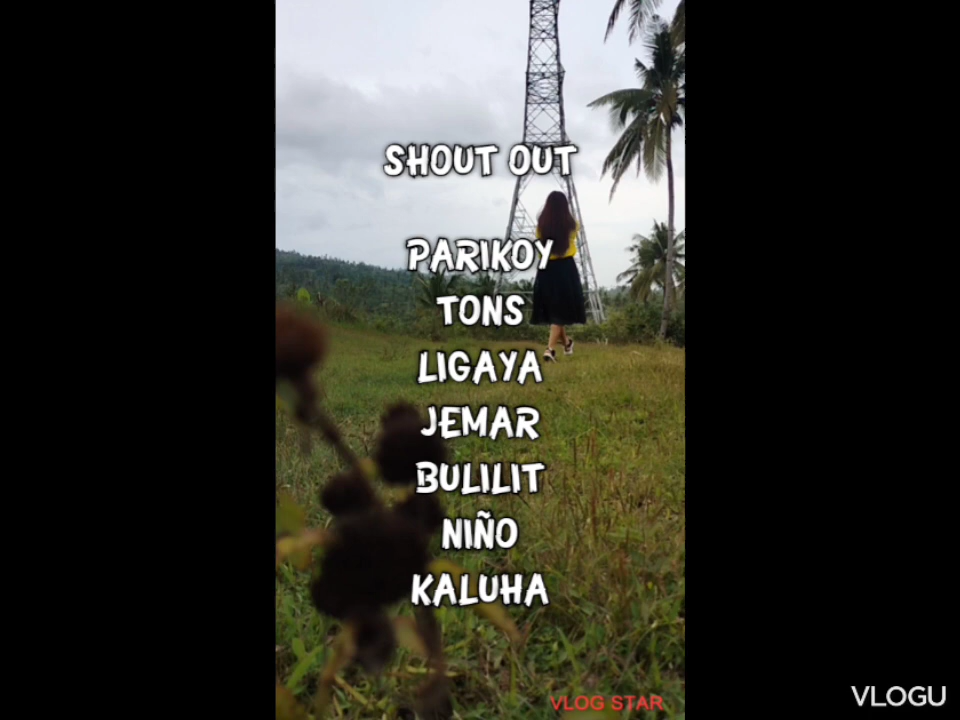 SHOUT OUT
PARIKOY
TONS
LIGAYA
JEMAR
BULILIT
NIÑO
KALUHA
VLOG STAR
VLOGU